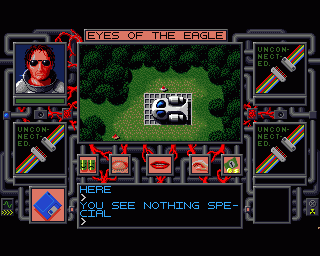 EYES OF THE EAGLE
UNCON-
NECT-
ED
UNCON-
NECT-
ED
UNCON-
NECT-
ED
HERE
>
YOU SEE NOTHING SPE-
CIAL
>